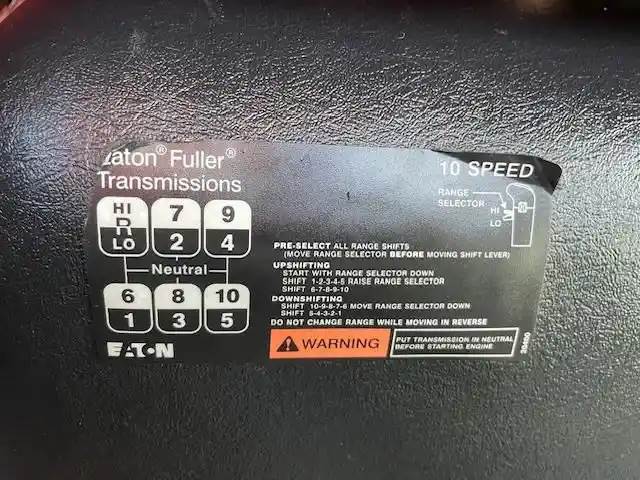 Eaton® Fuller®
Transmissions
10 SPEED
RANGE
SELECTOR
HI
LO
HI 7 9
R
LO 2 4
Neutral
6 8 10
1 3 5
PRE-SELECT ALL RANGE SHIFTS
(MOVE RANGE SELECTOR BEFORE MOVING SHIFT LEVER)
UPSHIFTING
START WITH RANGE SELECTOR DOWN
SHIFT 1-2-3-4-5 RAISE RANGE SELECTOR
SHIFT 6-7-8-9-10
DOWNSHIFTING
SHIFT 10-9-8-7-6 MOVE RANGE SELECTOR DOWN
SHIFT 5-4-3-2-1
DO NOT CHANGE RANGE WHILE MOVING IN REVERSE
EATON
WARNING
PUT TRANSMISSION IN NEUTRAL
BEFORE STARTING ENGINE